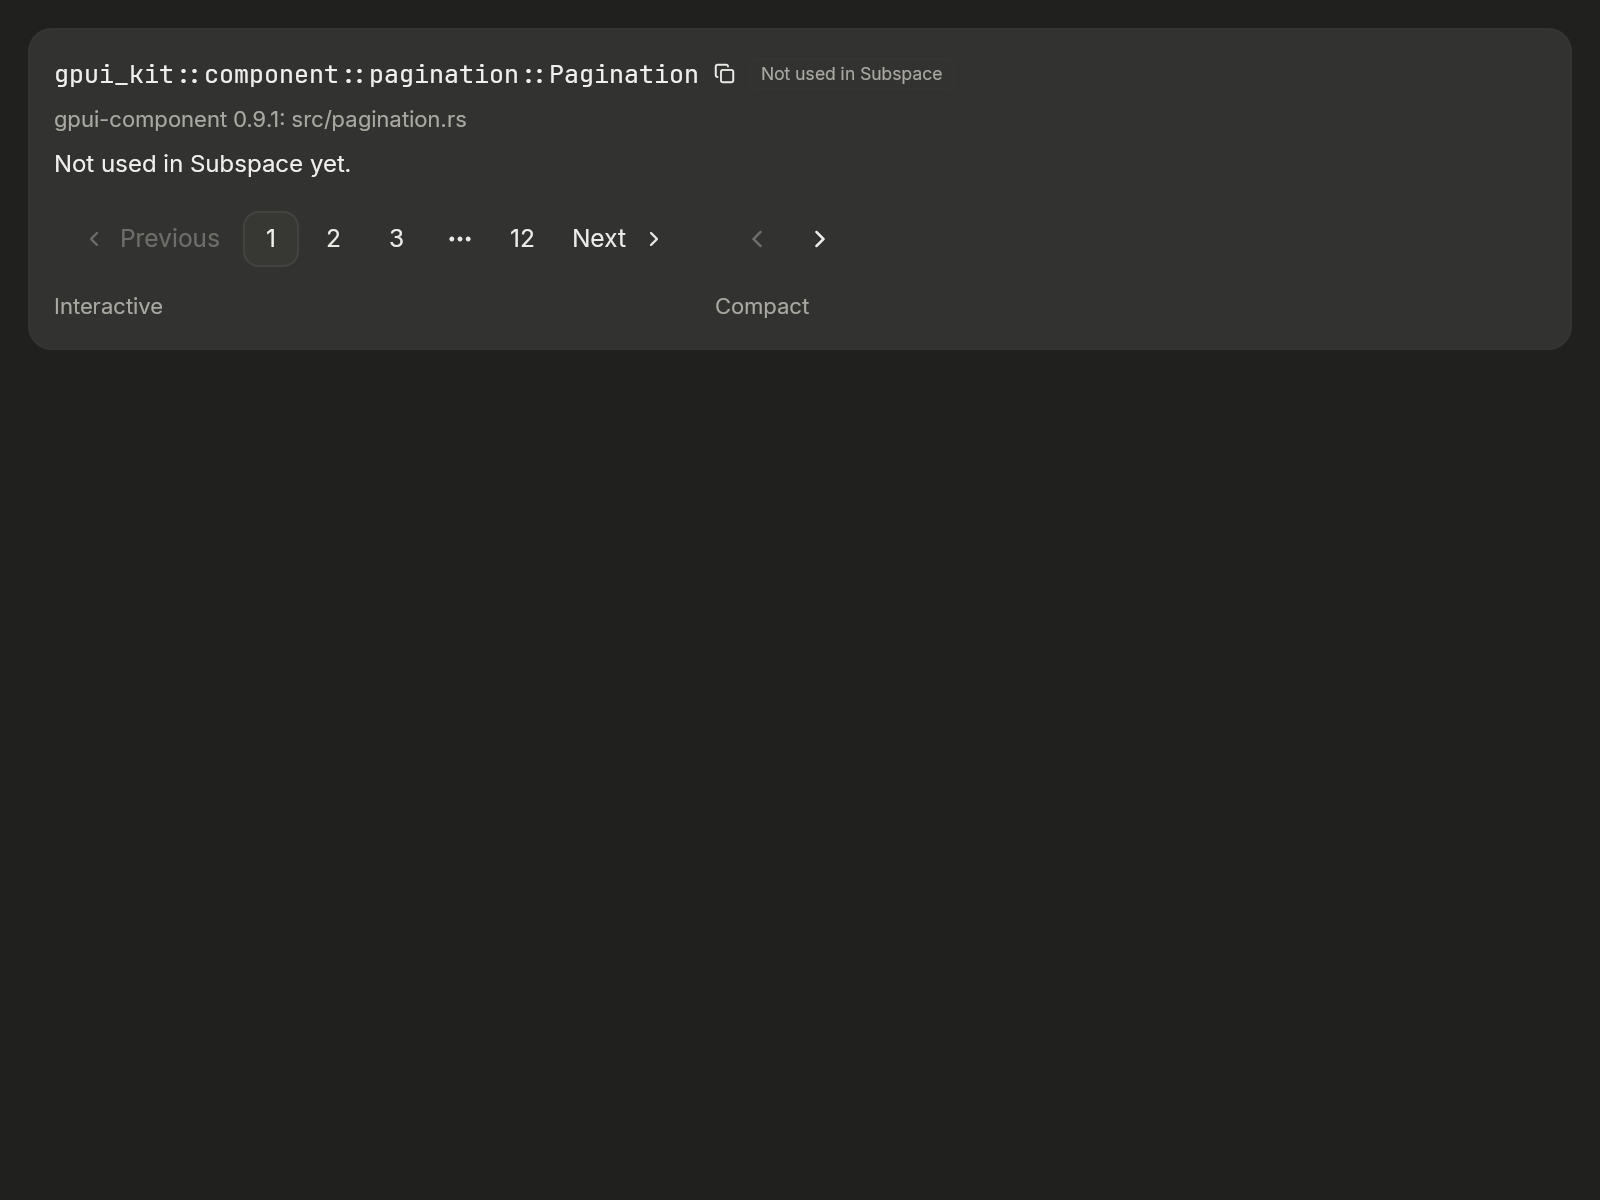 gpui_kit::component::pagination::Pagination Not used in Subspace
gpui-component 0.9.1: src/pagination.rs
Not used in Subspace yet.
Previous 1 2 3 ••• 12 Next
Interactive Compact